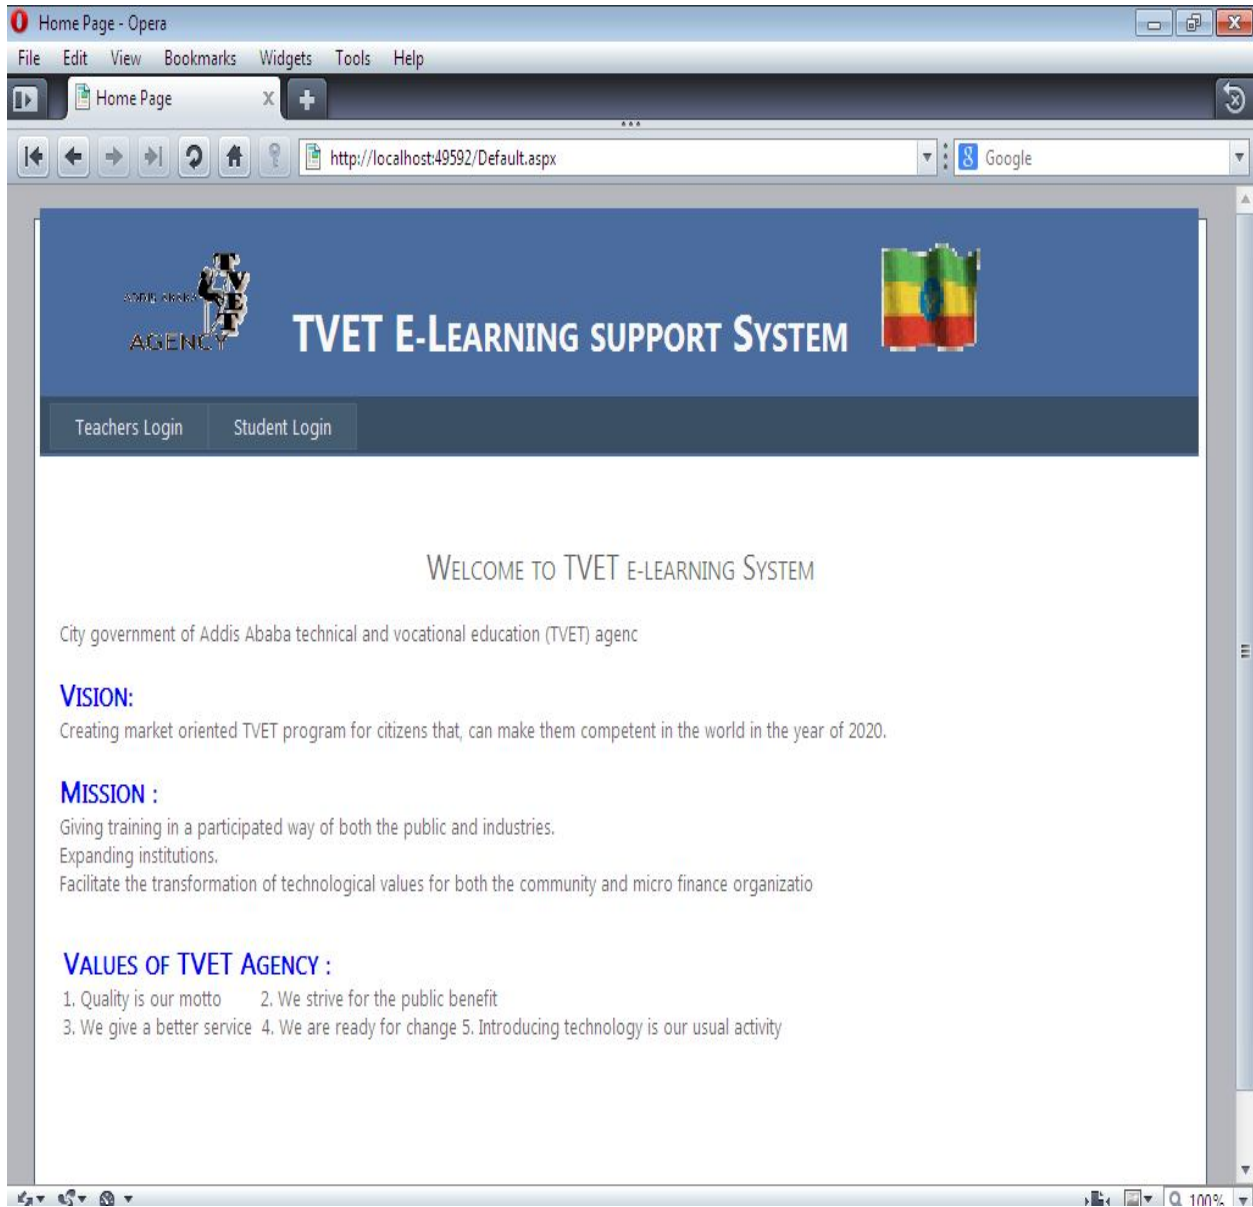 Home Page - Opera
File Edit View Bookmarks Widgets Tools Help
Home Page
http://localhost:49592/Default.aspx
Google
ADDIS ABABA
TVET
AGENCY
TVET E-Learning support System
Teachers Login Student Login
Welcome to TVET e-learning System
City government of Addis Ababa technical and vocational education (TVET) agenc
Vision:
Creating market oriented TVET program for citizens that, can make them competent in the world in the year of 2020.
Mission :
Giving training in a participated way of both the public and industries.
Expanding institutions.
Facilitate the transformation of technological values for both the community and micro finance organizatio
Values of TVET Agency :
1. Quality is our motto 2. We strive for the public benefit
3. We give a better service 4. We are ready for change 5. Introducing technology is our usual activity
100%